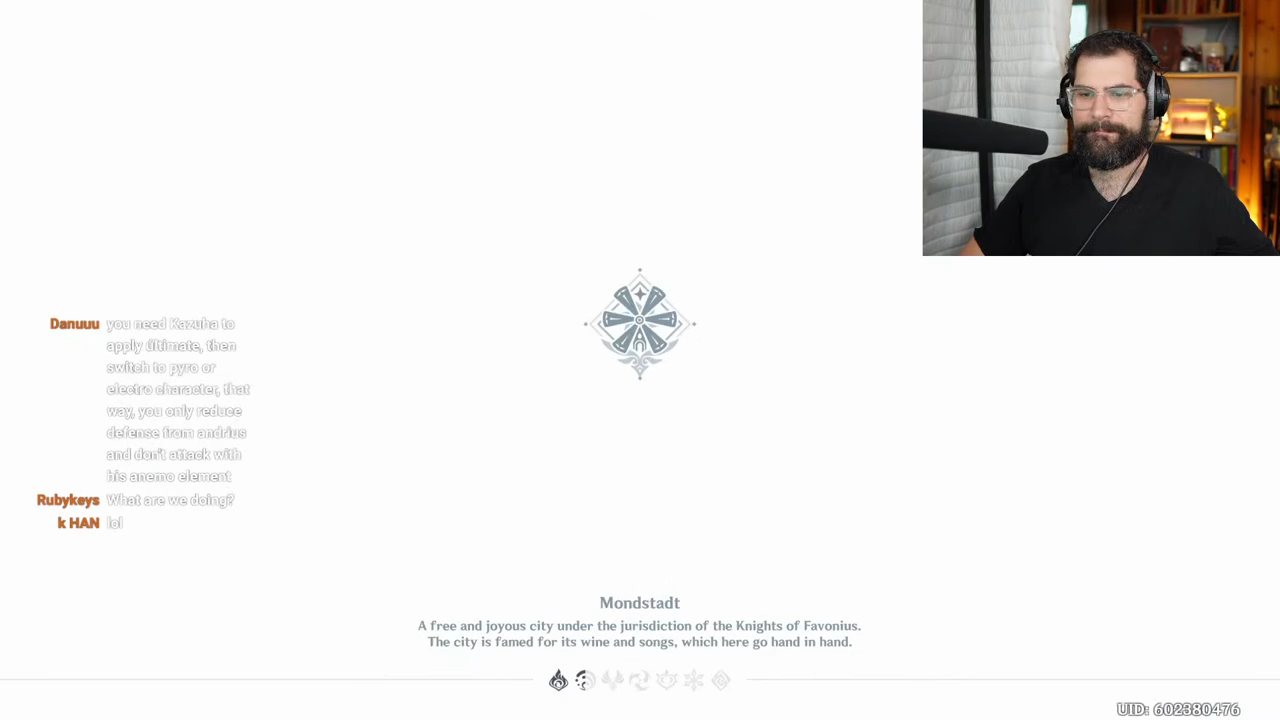 Danuuu you need Kazuha to
apply ultimate, then
switch to pyro or
electro character, that
way, you only reduce
defense from andrius
and don't attack with
his anemo element
Rubykeys What are we doing?
k HAN lol
Mondstadt
A free and joyous city under the jurisdiction of the Knights of Favonius.
The city is famed for its wine and songs, which here go hand in hand.
UID: 602380476